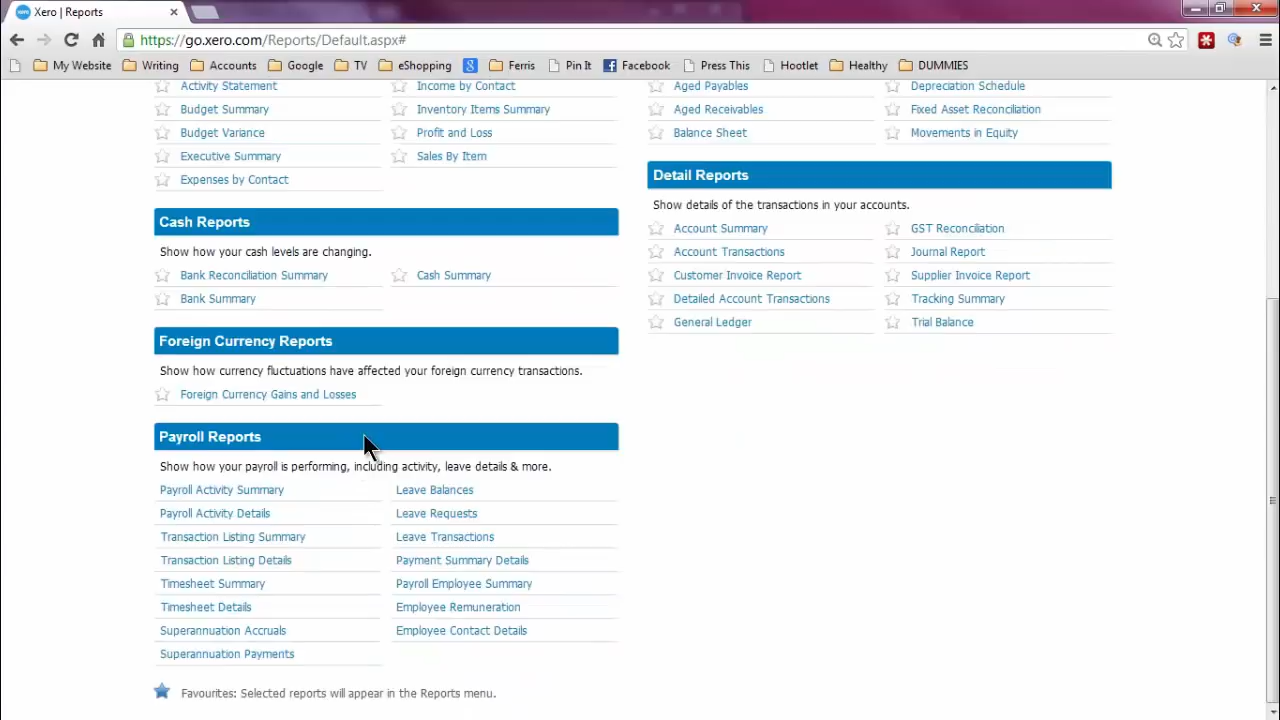 Xero | Reports
https://go.xero.com/Reports/Default.aspx#
My Website Writing Accounts Google TV eShopping Ferris Pin It Facebook Press This Hootlet Healthy DUMMIES
Activity Statement
Budget Summary
Budget Variance
Executive Summary
Expenses by Contact
Income by Contact
Inventory Items Summary
Profit and Loss
Sales By Item
Cash Reports
Show how your cash levels are changing.
Bank Reconciliation Summary
Bank Summary
Cash Summary
Foreign Currency Reports
Show how currency fluctuations have affected your foreign currency transactions.
Foreign Currency Gains and Losses
Payroll Reports
Show how your payroll is performing, including activity, leave details & more.
Payroll Activity Summary
Payroll Activity Details
Transaction Listing Summary
Transaction Listing Details
Timesheet Summary
Timesheet Details
Superannuation Accruals
Superannuation Payments
Leave Balances
Leave Requests
Leave Transactions
Payment Summary Details
Payroll Employee Summary
Employee Remuneration
Employee Contact Details
Favourites: Selected reports will appear in the Reports menu.
Aged Payables
Aged Receivables
Balance Sheet
Depreciation Schedule
Fixed Asset Reconciliation
Movements in Equity
Detail Reports
Show details of the transactions in your accounts.
Account Summary
Account Transactions
Customer Invoice Report
Detailed Account Transactions
General Ledger
GST Reconciliation
Journal Report
Supplier Invoice Report
Tracking Summary
Trial Balance